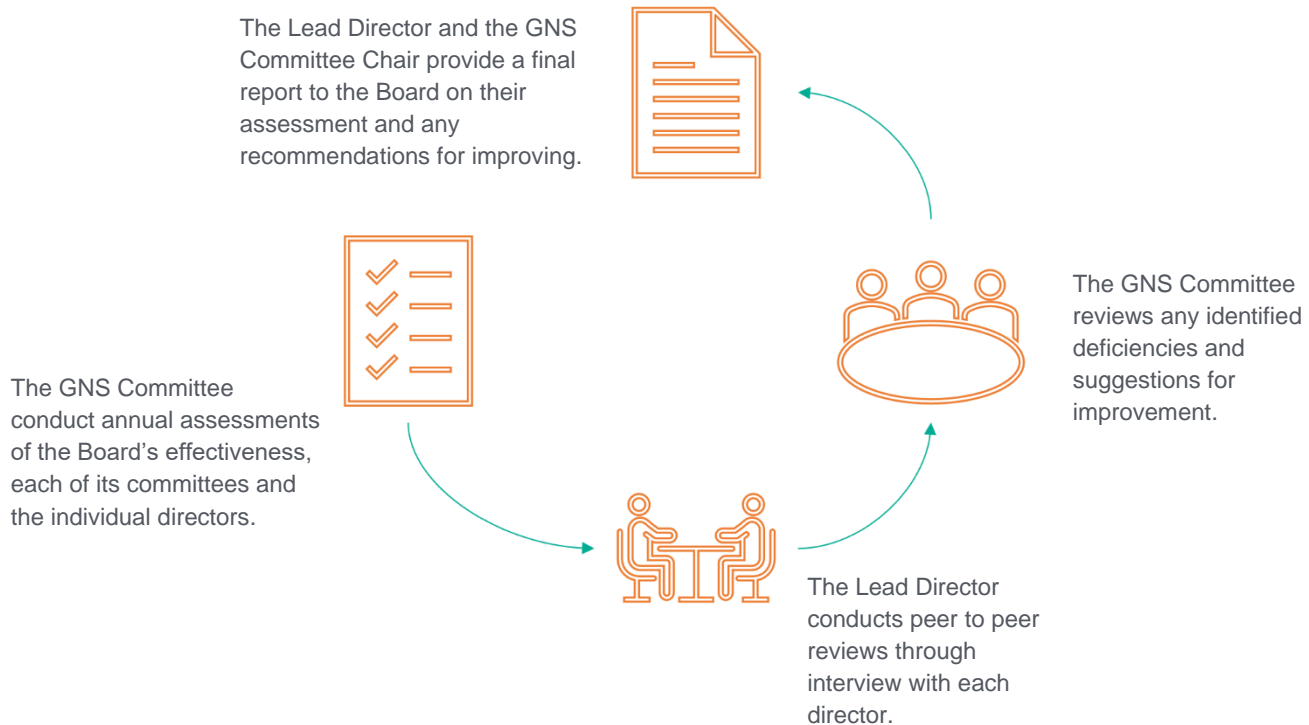 The Lead Director and the GNS
Committee Chair provide a final
report to the Board on their
assessment and any
recommendations for improving.
The GNS Committee
conduct annual assessments
of the Board’s effectiveness,
each of its committees and
the individual directors.
The GNS Committee
reviews any identified
deficiencies and
suggestions for
improvement.
The Lead Director
conducts peer to peer
reviews through
interview with each
director.